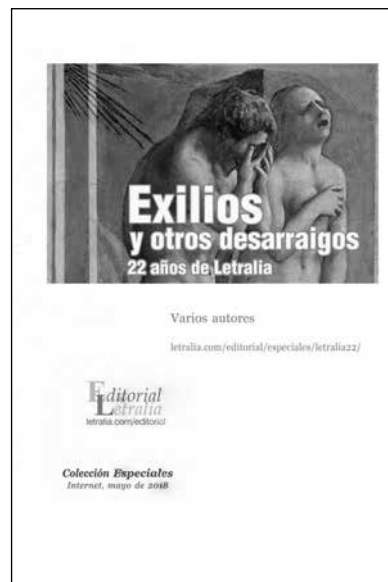 Exilios
y otros desarraigos
22 años de Letralia
Varios autores
letralia.com/editorial/especiales/letralia22/
Editorial
Letralia
letralia.com/editorial
Colección Especiales
Internet, mayo de 2018